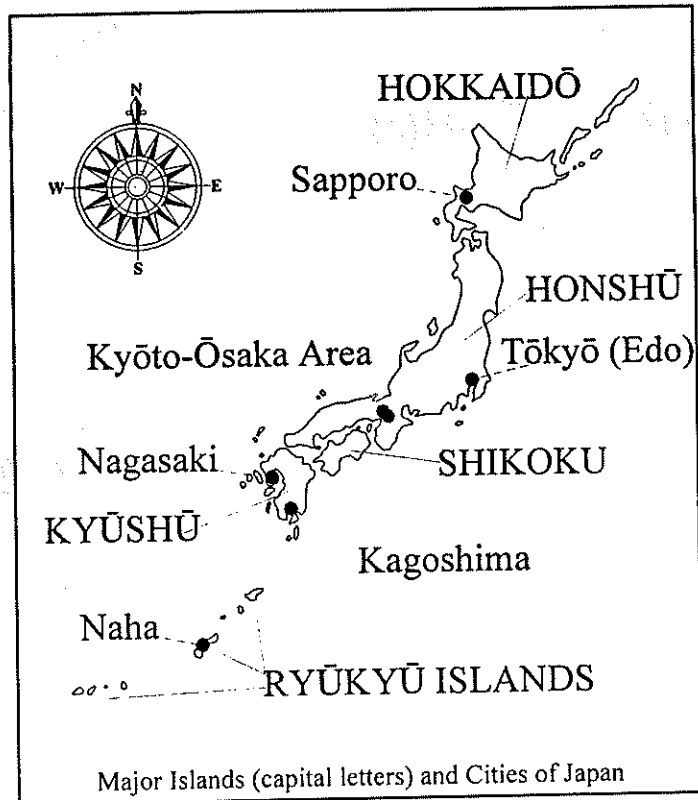 N
W
E
S
HOKKAIDŌ
Sapporo
HONSHŪ
Kyōto-Ōsaka Area
Tōkyō (Edo)
Nagasaki
SHIKOKU
KYŪSHŪ
Kagoshima
Naha
RYŪKYŪ ISLANDS
Major Islands (capital letters) and Cities of Japan